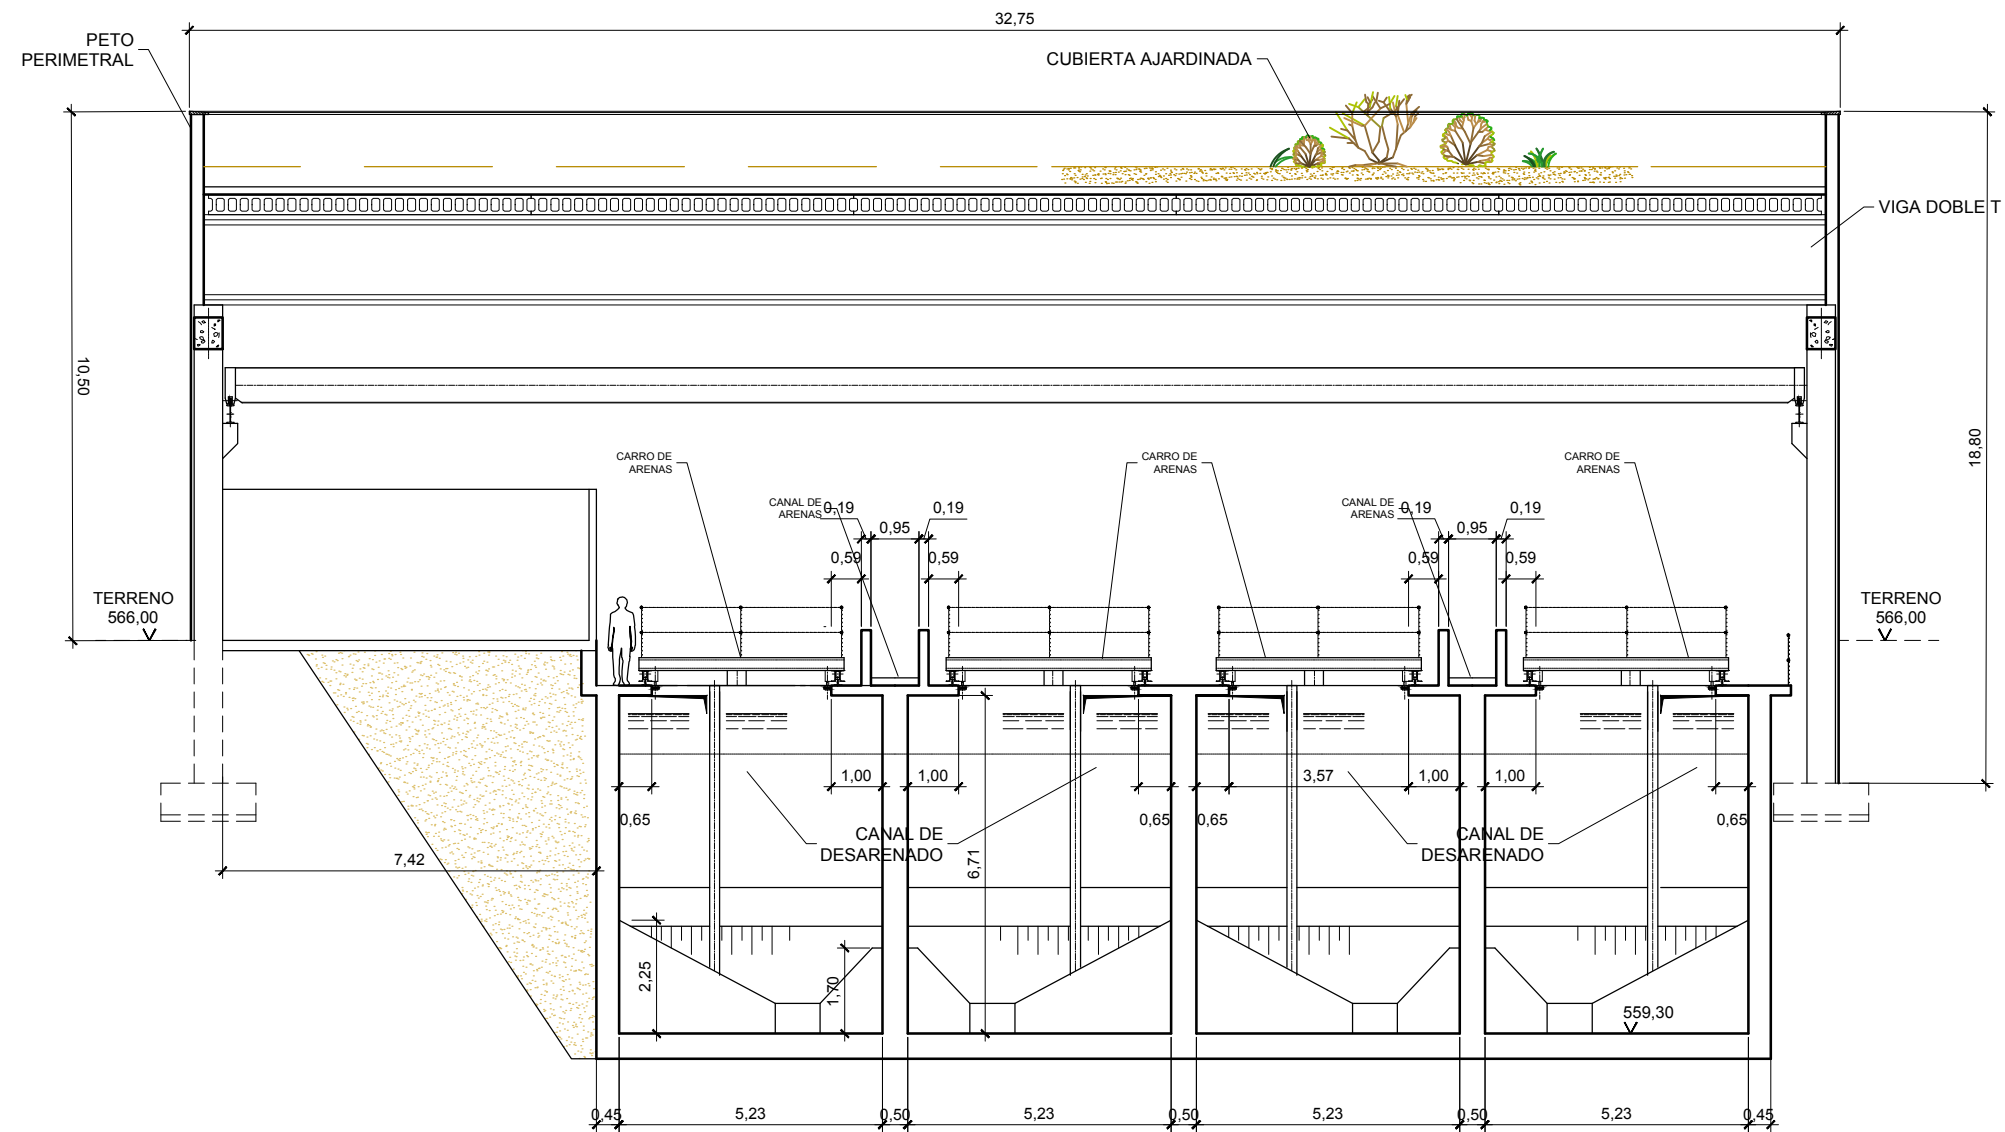 32,75
PETO
PERIMETRAL
CUBIERTA AJARDINADA
VIGA DOBLE T
10,50
18,80
CARRO DE
ARENAS
CARRO DE
ARENAS
CARRO DE
ARENAS
CANAL DE
ARENAS
0,19
0,19
CANAL DE
ARENAS
0,19
0,19
0,95
0,95
0,59
0,59
0,59
0,59
TERRENO
566,00
TERRENO
566,00
1,00
1,00
3,57
1,00
1,00
0,65
0,65
0,65
0,65
CANAL DE
DESARENADO
CANAL DE
DESARENADO
7,42
6,71
2,25
1,70
559,30
0,45
5,23
0,50
5,23
0,50
5,23
0,50
5,23
0,45